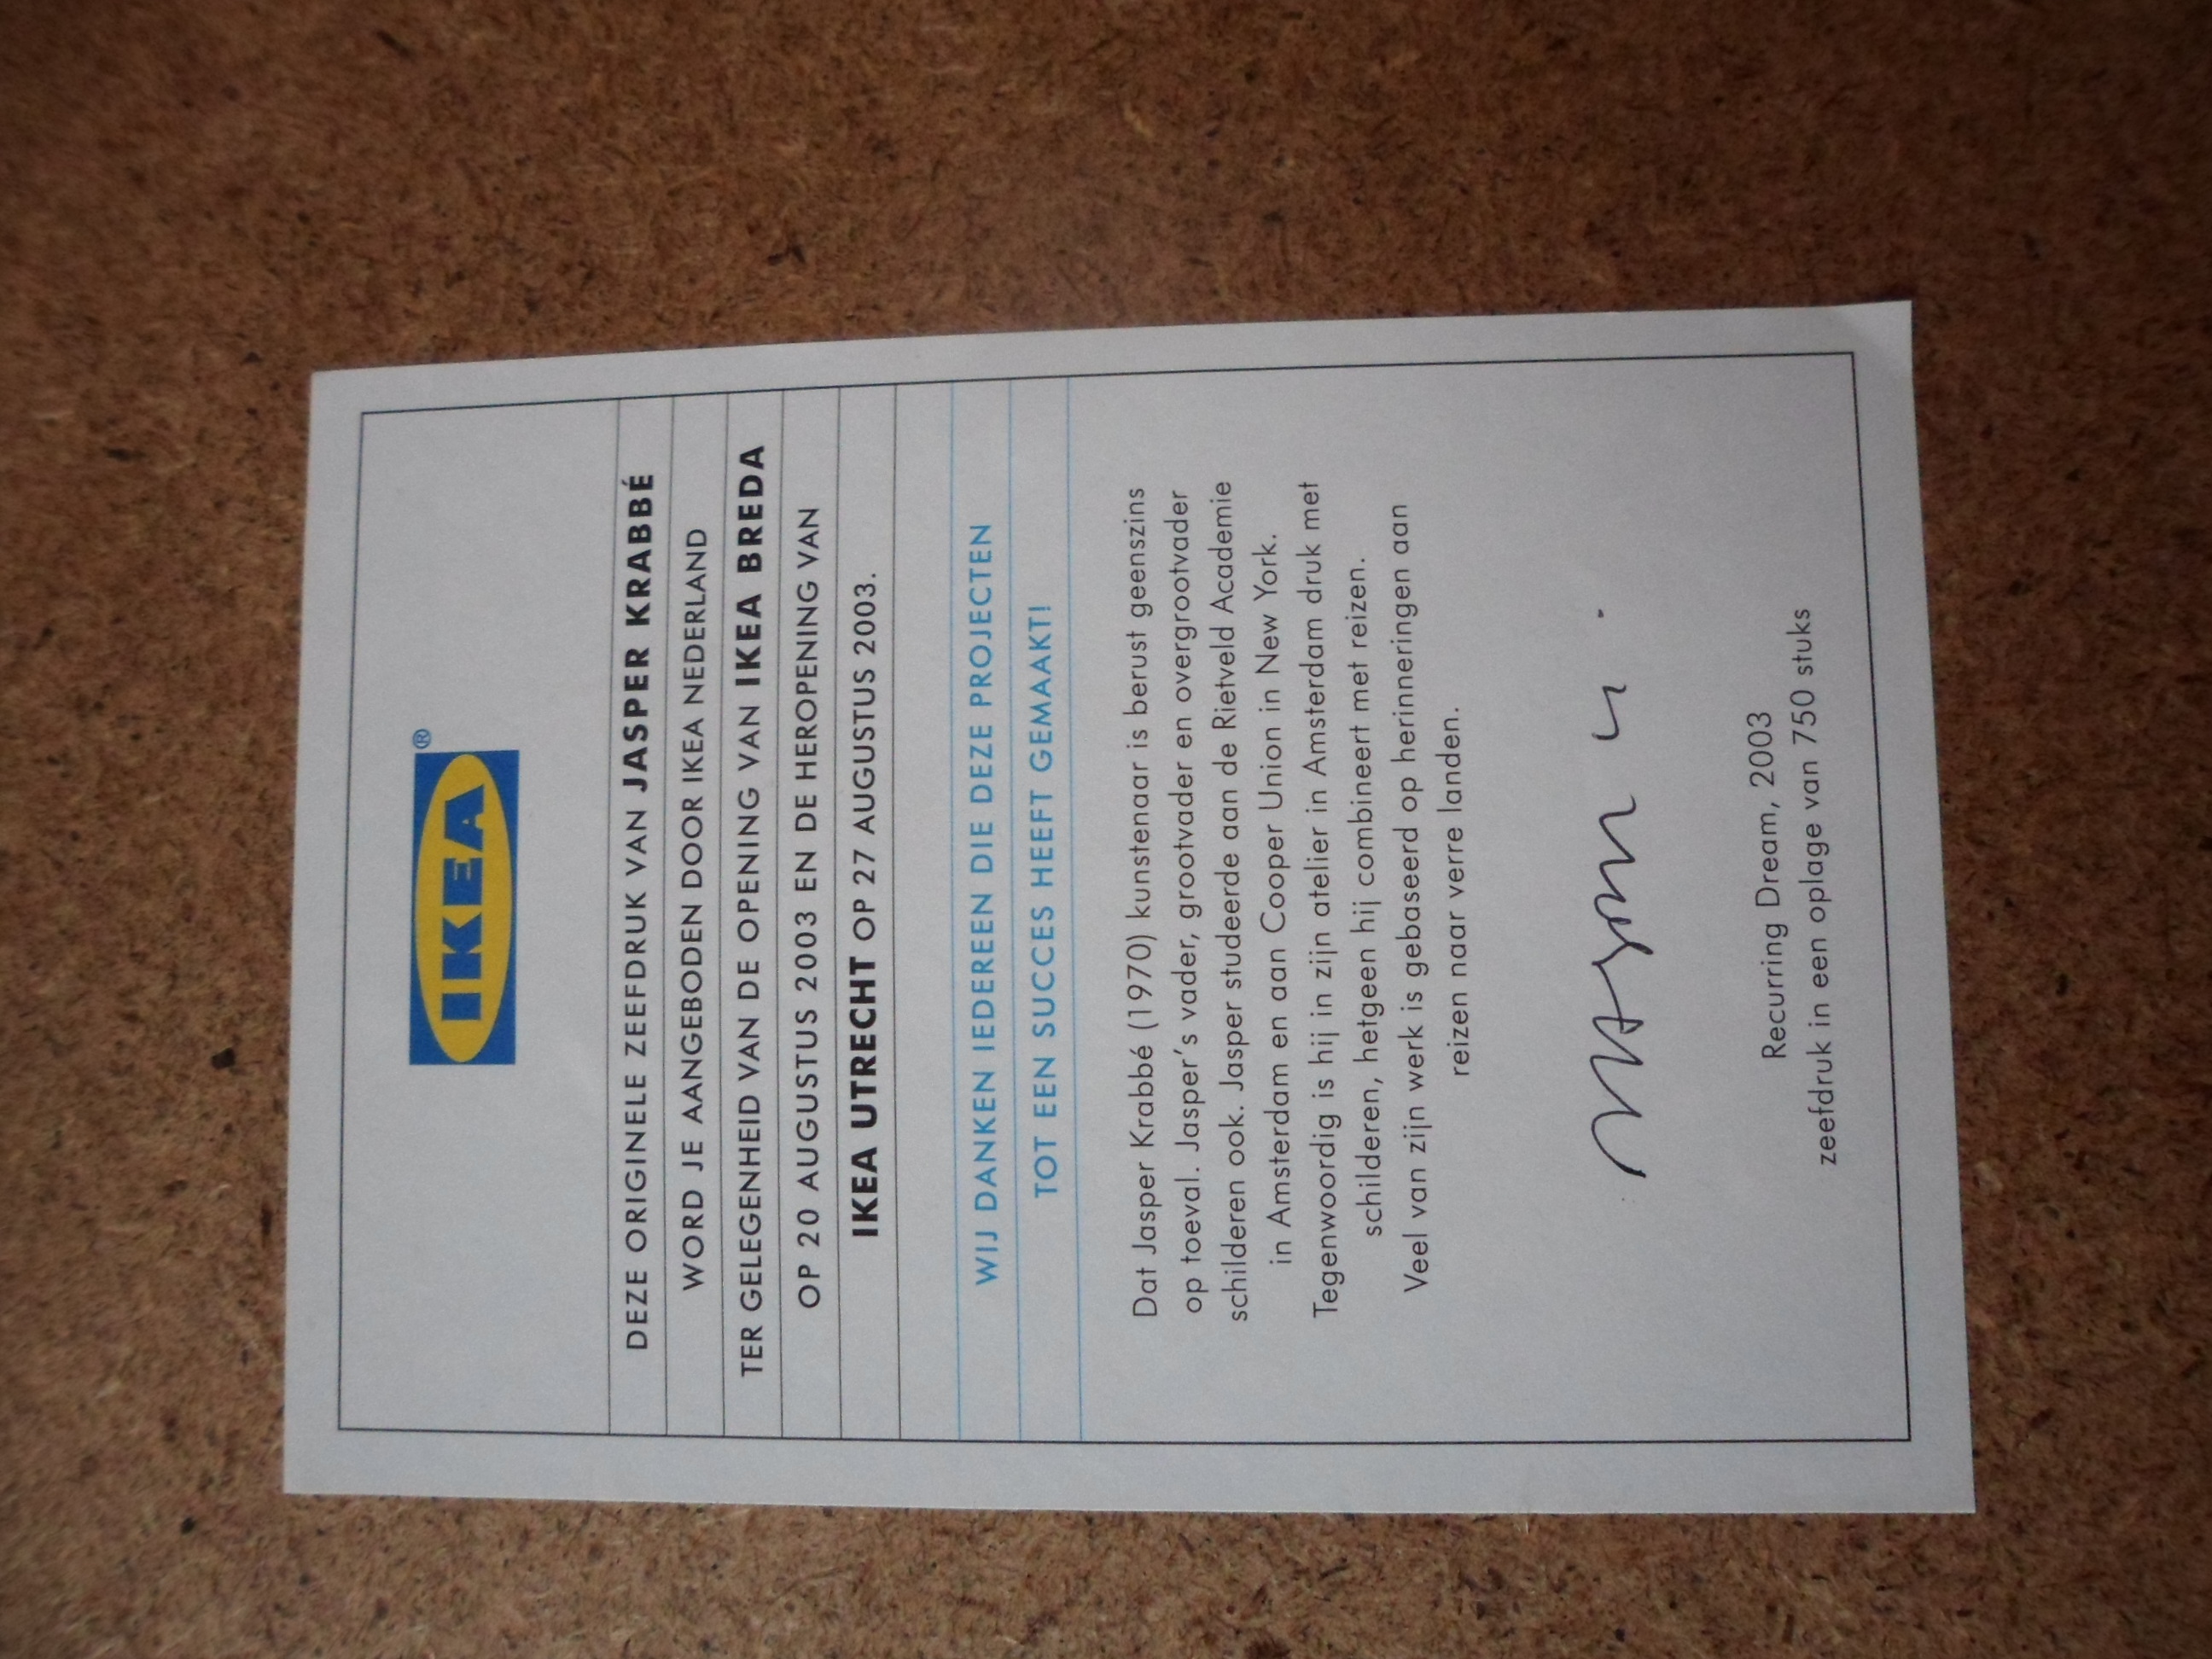 IKEA®
DEZE ORIGINELE ZEEFDRUK VAN JASPER KRABBÉ
WORD JE AANGEBODEN DOOR IKEA NEDERLAND
TER GELEGENHEID VAN DE OPENING VAN IKEA BREDA
OP 20 AUGUSTUS 2003 EN DE HEROPENING VAN
IKEA UTRECHT OP 27 AUGUSTUS 2003.
WIJ DANKEN IEDEREEN DIE DEZE PROJECTEN
TOT EEN SUCCES HEEFT GEMAAKT!
Dat Jasper Krabbé (1970) kunstenaar is berust geenszins
op toeval. Jasper's vader, grootvader en overgrootvader
schilderen ook. Jasper studeerde aan de Rietveld Academie
in Amsterdam en aan Cooper Union in New York.
Tegenwoordig is hij in zijn atelier in Amsterdam druk met
schilderen, hetgeen hij combineert met reizen.
Veel van zijn werk is gebaseerd op herinneringen aan
reizen naar verre landen.
Recurring Dream, 2003
zeefdruk in een oplage van 750 stuks